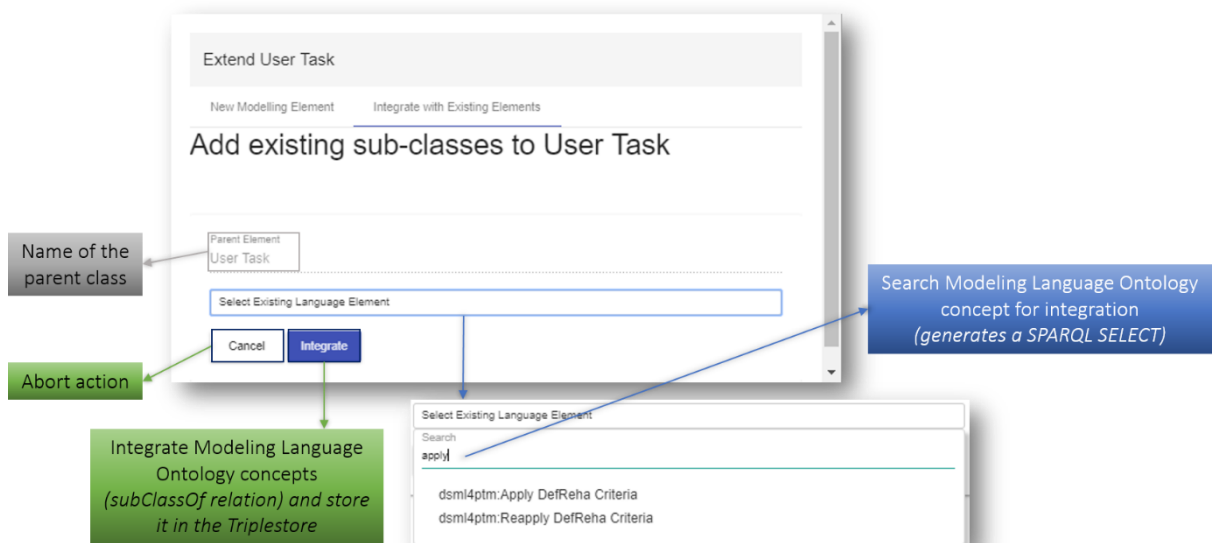 Extend User Task
New Modelling Element
Integrate with Existing Elements
Add existing sub-classes to User Task
Name of the
parent class
Parent Element
User Task
Select Existing Language Element
Search Modeling Language Ontology
concept for integration
(generates a SPARQL SELECT)
Cancel
Integrate
Abort action
Integrate Modeling Language
Ontology concepts
(subClassOf relation) and store
it in the Triplestore
Select Existing Language Element
Search
apply
dsml4ptm:Apply DefReha Criteria
dsml4ptm:Reapply DefReha Criteria